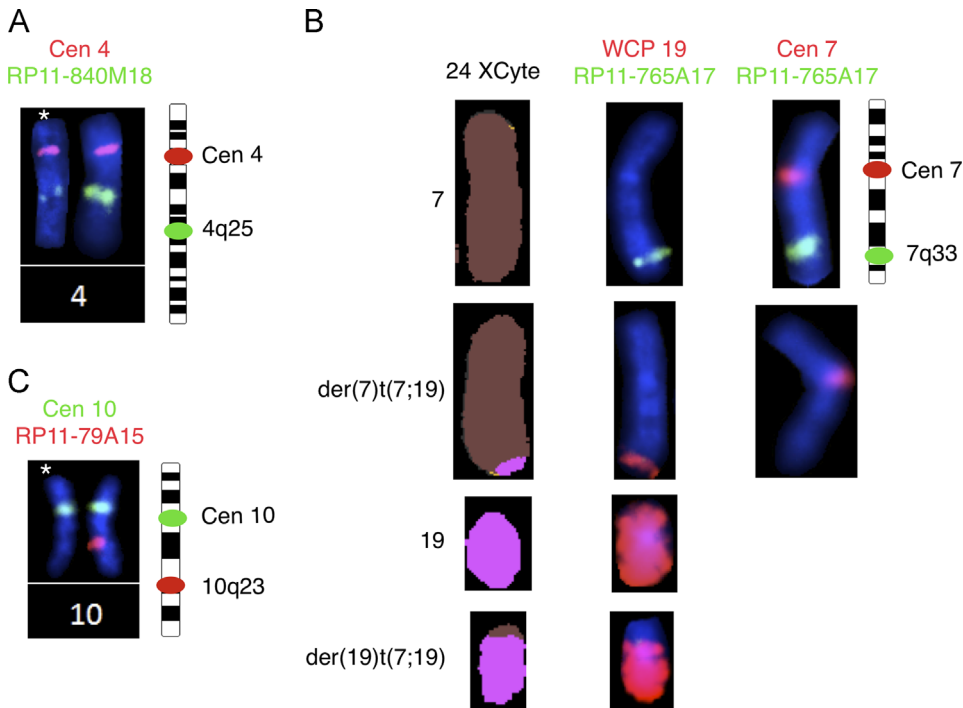 A
Cen 4
RP11-840M18
*
Cen 4
4q25
4
B
24 XCyte
WCP 19
RP11-765A17
Cen 7
RP11-765A17
7
Cen 7
7q33
der(7)t(7;19)
19
der(19)t(7;19)
C
Cen 10
RP11-79A15
*
Cen 10
10q23
10